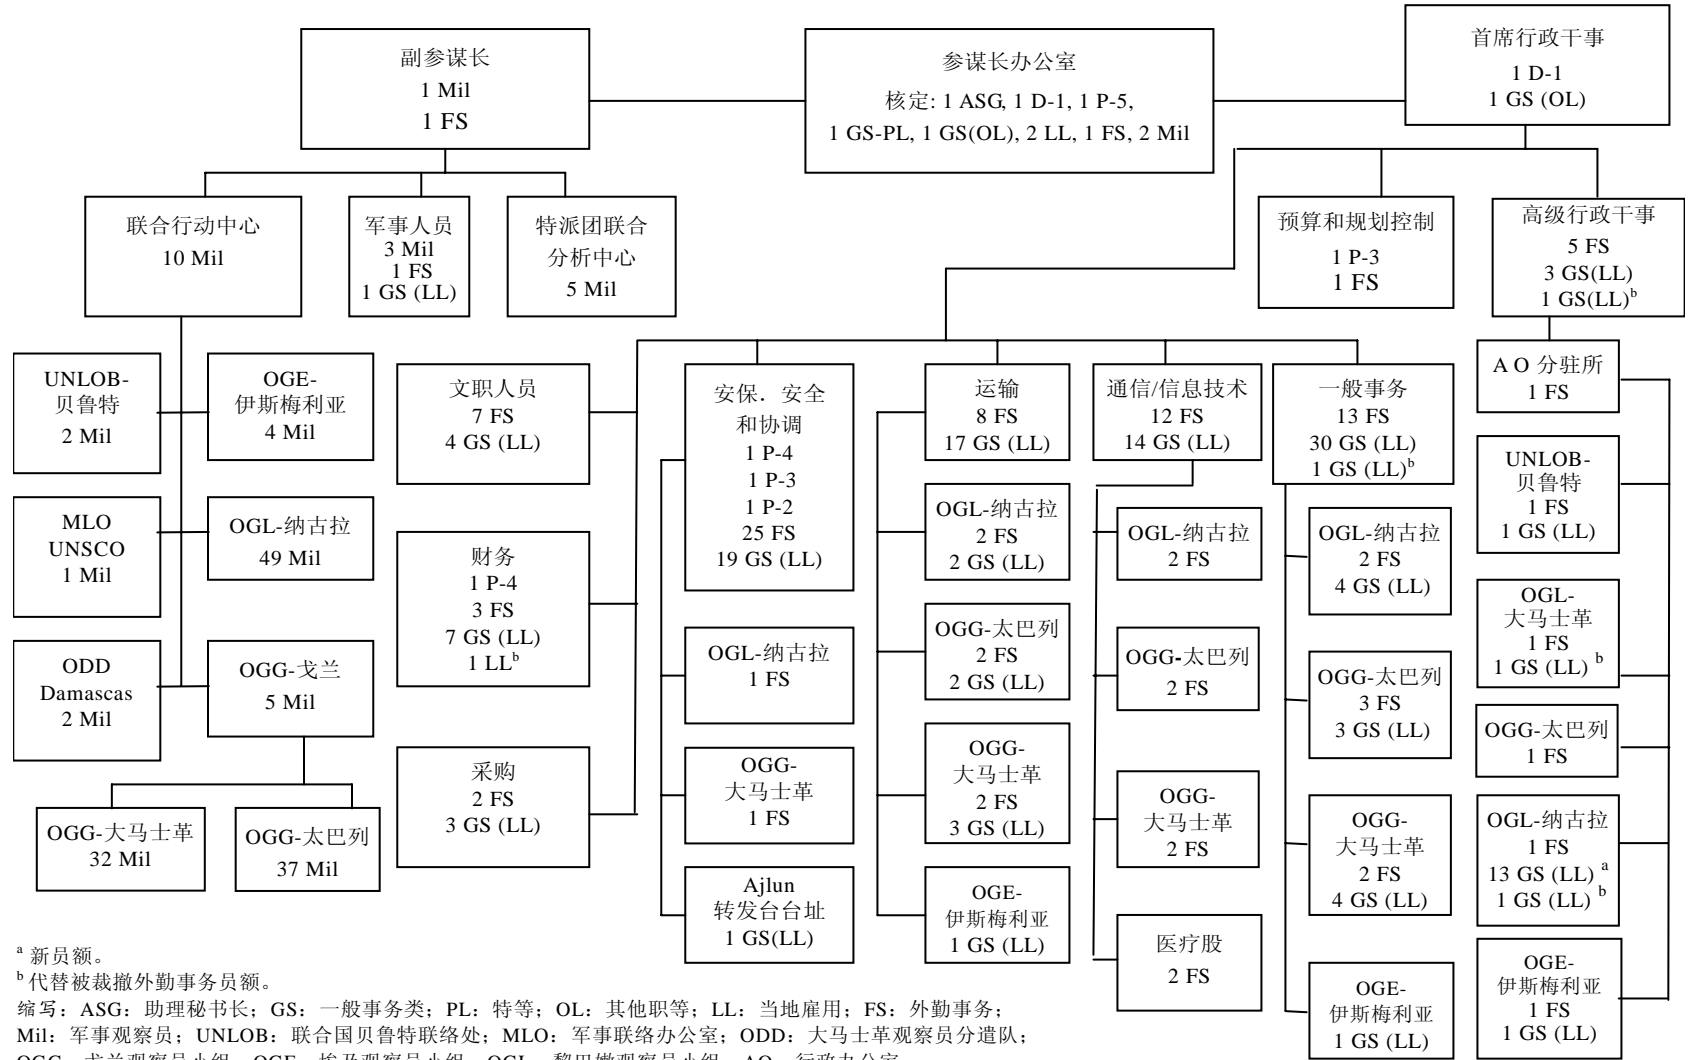 副参谋长
1 Mil
1 FS
参谋长办公室
核定: 1 ASG, 1 D-1, 1 P-5,
1 GS-PL, 1 GS(OL), 2 LL, 1 FS, 2 Mil
首席行政干事
1 D-1
1 GS (OL)
联合行动中心
10 Mil
军事人员
3 Mil
1 FS
1 GS (LL)
特派团联合
分析中心
5 Mil
预算和规划控制
1 P-3
1 FS
高级行政干事
5 FS
3 GS(LL)
1 GS(LL)b
UNLOB-
贝鲁特
2 Mil
OGE-
伊斯梅利亚
4 Mil
MLO
UNSCO
1 Mil
OGL-纳古拉
49 Mil
ODD
Damascas
2 Mil
OGG-戈兰
5 Mil
OGG-大马士革
32 Mil
OGG-太巴列
37 Mil
文职人员
7 FS
4 GS (LL)
财务
1 P-4
3 FS
7 GS (LL)
1 LLb
采购
2 FS
3 GS (LL)
安保．安全
和协调
1 P-4
1 P-3
1 P-2
25 FS
19 GS (LL)
OGL-纳古拉
1 FS
OGG-
大马士革
1 FS
Ajlun
转发台台址
1 GS(LL)
运输
8 FS
17 GS (LL)
OGL-纳古拉
2 FS
2 GS (LL)
OGG-太巴列
2 FS
2 GS (LL)
OGG-
大马士革
2 FS
3 GS (LL)
OGE-
伊斯梅利亚
1 GS (LL)
通信/信息技术
12 FS
14 GS (LL)
OGL-纳古拉
2 FS
OGG-太巴列
2 FS
OGG-
大马士革
2 FS
医疗股
2 FS
一般事务
13 FS
30 GS (LL)
1 GS (LL)b
OGL-纳古拉
2 FS
4 GS (LL)
OGG-太巴列
3 FS
3 GS (LL)
OGG-
大马士革
2 FS
4 GS (LL)
OGE-
伊斯梅利亚
1 GS (LL)
A O 分驻所
1 FS
UNLOB-
贝鲁特
1 FS
1 GS (LL)
OGL-
大马士革
1 FS
1 GS (LL) b
OGG-太巴列
1 FS
OGL-纳古拉
1 FS
13 GS (LL) a
1 GS (LL) b
OGE-
伊斯梅利亚
1 FS
1 GS (LL)
a 新员额。
b 代替被裁撤外勤事务员额。
缩写：ASG：助理秘书长；GS：一般事务类；PL：特等；OL：其他职等；LL：当地雇用；FS：外勤事务；
Mil：军事观察员；UNLOB：联合国贝鲁特联络处；MLO：军事联络办公室；ODD：大马士革观察员分遣队；